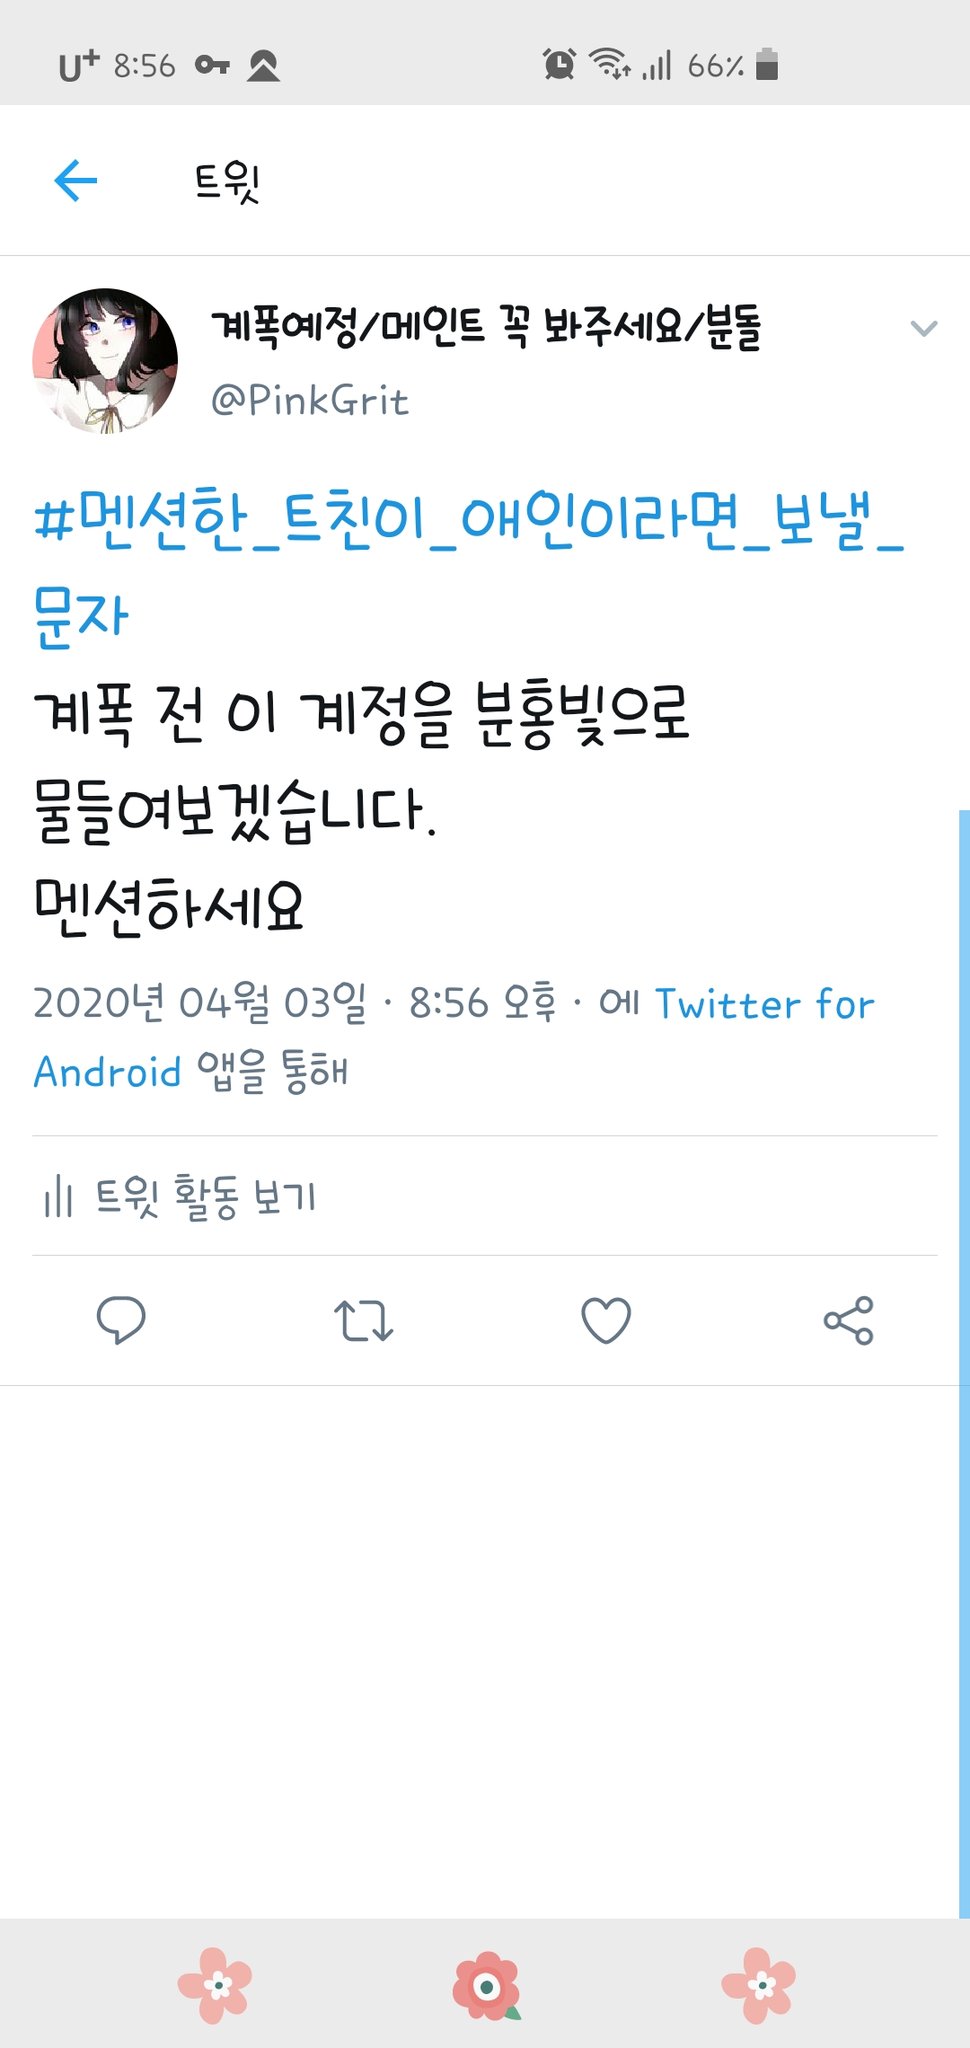 U+ 8:56 66%
트윗
계폭예정/메인트 꼭 봐주세요/분돌
@PinkGrit
#멘션한_트친이_애인이라면_보낼_
문자
계폭 전 이 계정을 분홍빛으로
물들여보겠습니다.
멘션하세요
2020년 04월 03일 · 8:56 오후 · 에 Twitter for
Android 앱을 통해
트윗 활동 보기